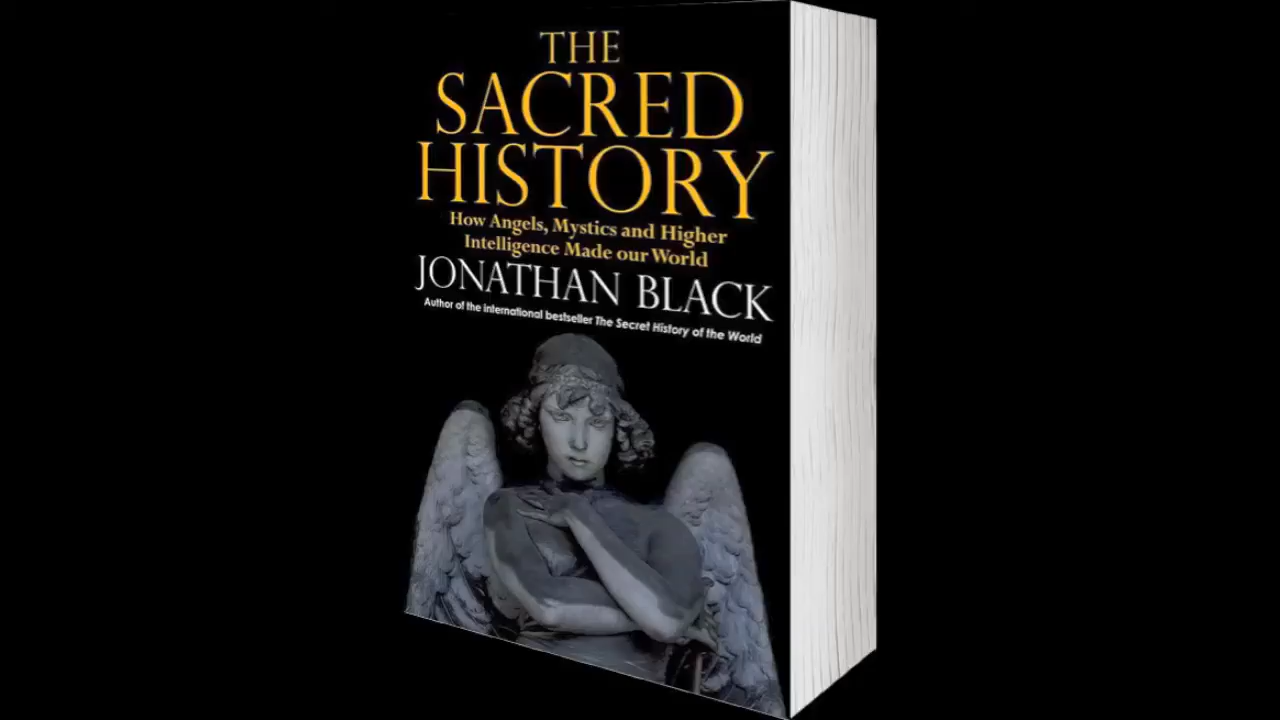 THE
SACRED
HISTORY
How Angels, Mystics and Higher
Intelligence Made our World
JONATHAN BLACK
Author of the international bestseller The Secret History of the World